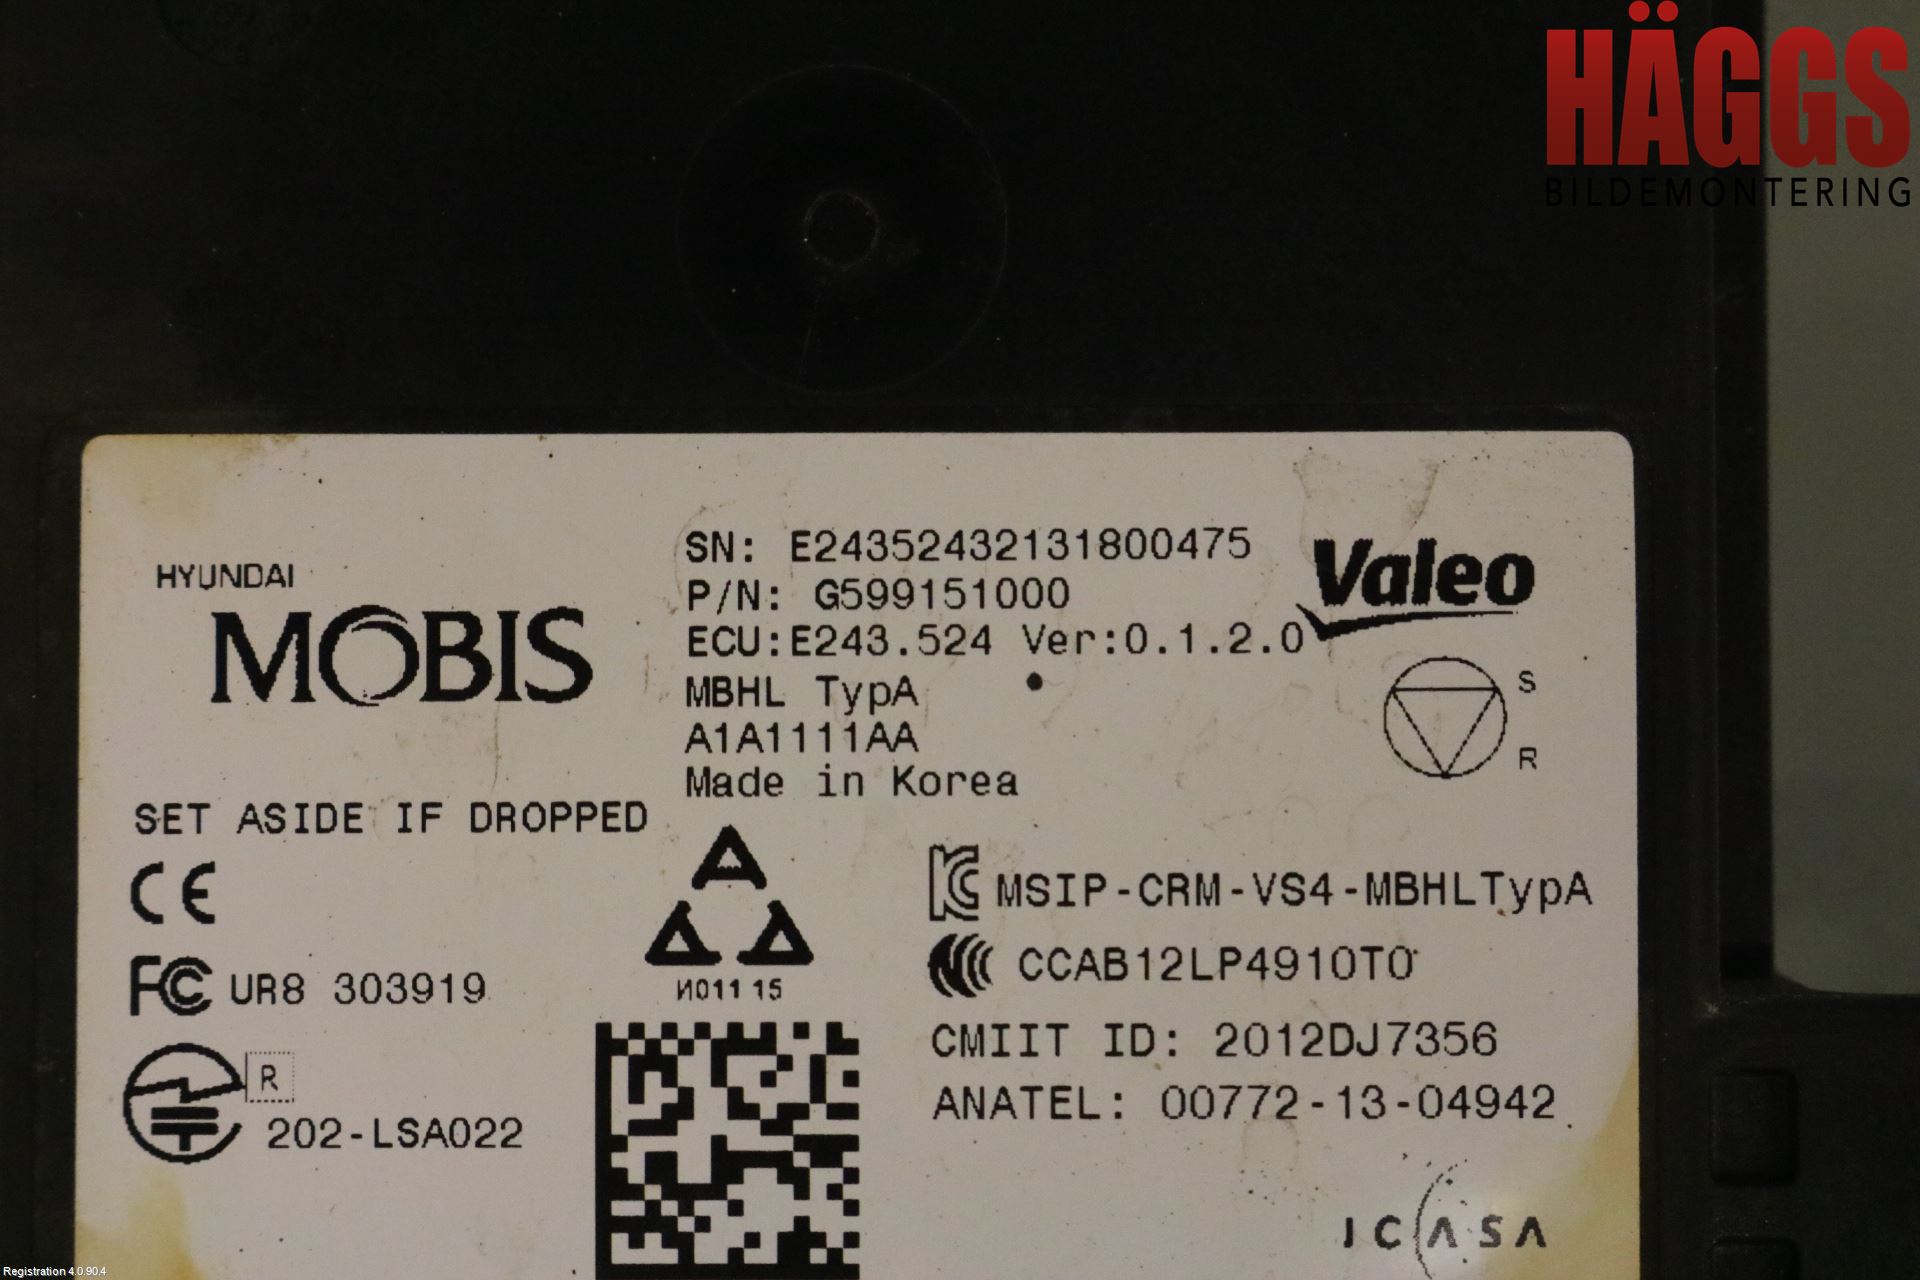 HÄGGS
BILDEMONTERING
HYUNDAI
MOBIS
SN: E24352432131800475
P/N: G599151000
ECU:E243.524 Ver:0.1.2.0
MBHL TypA
A1A1111AA
Made in Korea
Valeo
S
R
SET ASIDE IF DROPPED
CE
FC UR8 303919
R
202-LSA022
A
N011 15
KC MSIP-CRM-VS4-MBHLTypA
CCAB12LP4910T0
CMIIT ID: 2012DJ7356
ANATEL: 00772-13-04942
ICASA
Registration 4.0.90.4